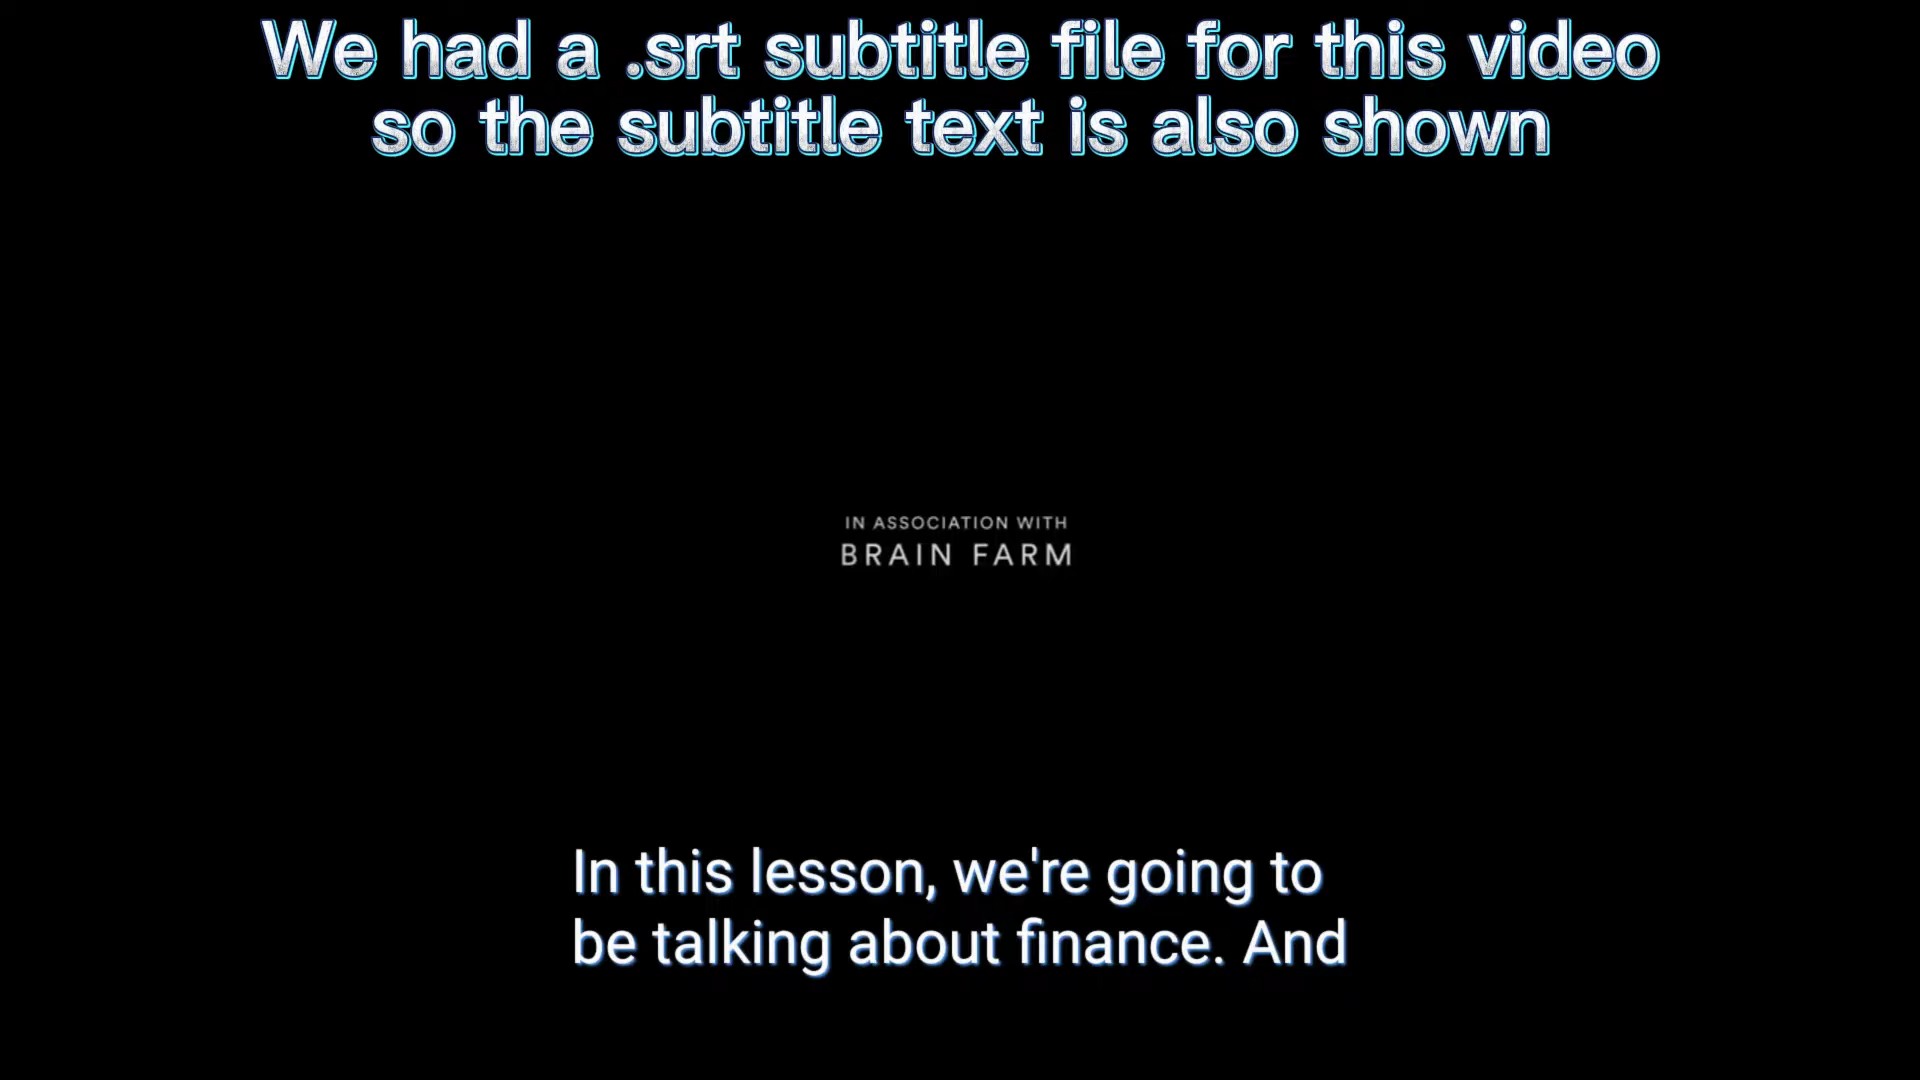 We had a .srt subtitle file for this video
so the subtitle text is also shown
IN ASSOCIATION WITH
BRAIN FARM
In this lesson, we're going to
be talking about finance. And